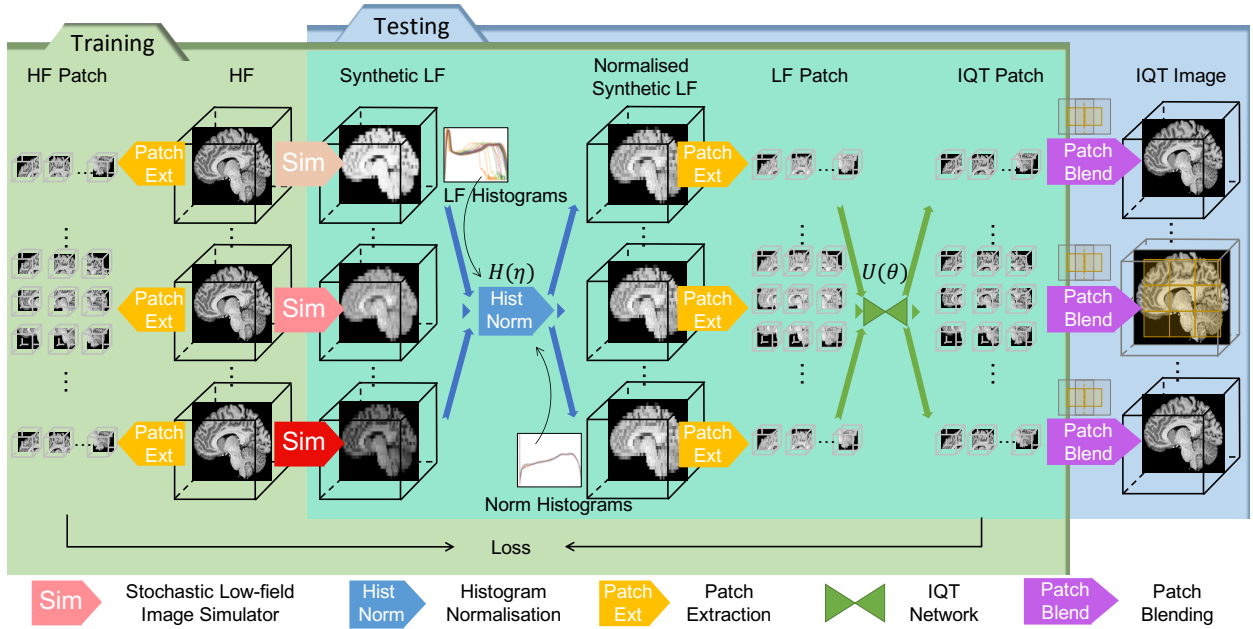 Training
Testing
HF Patch
HF
Synthetic LF
Normalised
Synthetic LF
LF Patch
IQT Patch
IQT Image
Patch
Ext
Sim
LF Histograms
Patch
Ext
Patch
Blend
Patch
Ext
Sim
H(η)
Hist
Norm
Patch
Ext
U(θ)
Patch
Blend
Patch
Ext
Sim
Norm Histograms
Patch
Ext
Patch
Blend
Loss
Sim
Stochastic Low-field
Image Simulator
Hist
Norm
Histogram
Normalisation
Patch
Ext
Patch
Extraction
IQT
Network
Patch
Blend
Patch
Blending